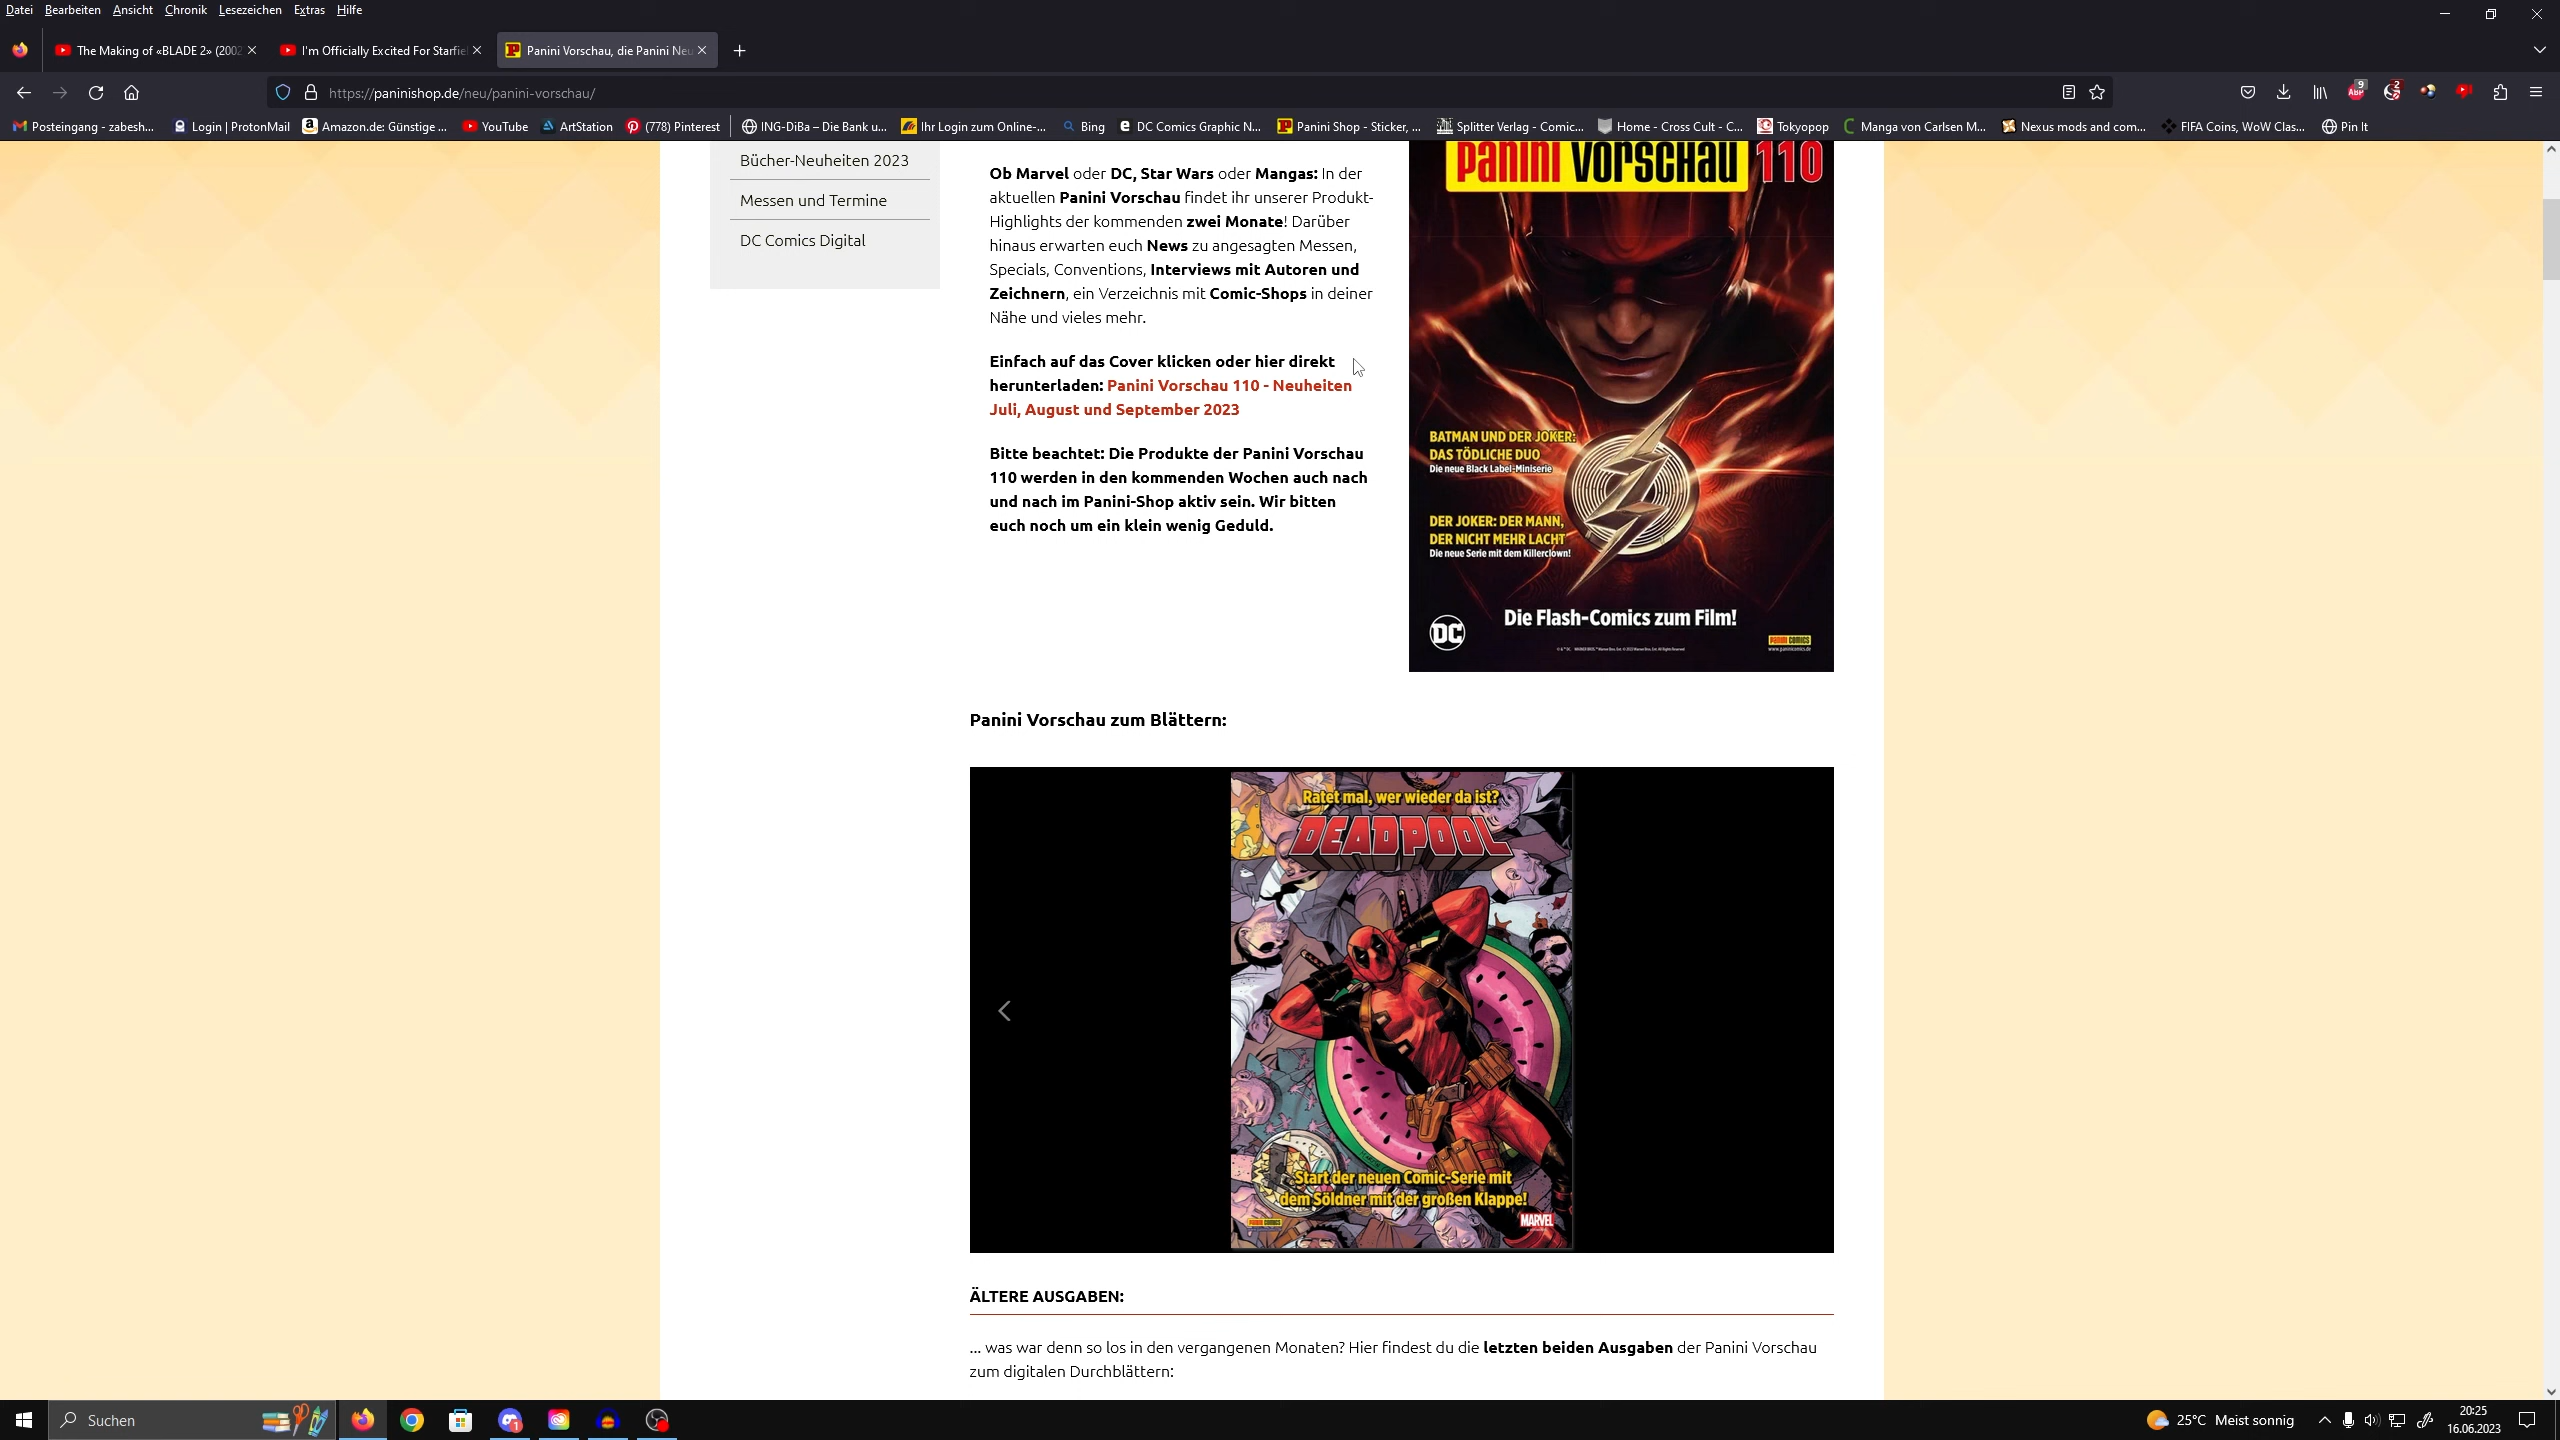 Datei Bearbeiten Ansicht Chronik Lesezeichen Extras Hilfe
The Making of «BLADE 2» (2002
I'm Officially Excited For Starfie
Panini Vorschau, die Panini Neu
https://paninishop.de/neu/panini-vorschau/
Posteingang - zabesh...
Login | ProtonMail
Amazon.de: Günstige ...
YouTube
ArtStation
(778) Pinterest
ING-DiBa – Die Bank u...
Ihr Login zum Online-...
Bing
DC Comics Graphic N...
Panini Shop - Sticker, ...
Splitter Verlag - Comic...
Home - Cross Cult - C...
Tokyopop
Manga von Carlsen M...
Nexus mods and com...
FIFA Coins, WoW Clas...
Pin It
Bücher-Neuheiten 2023
Messen und Termine
DC Comics Digital
Ob Marvel oder DC, Star Wars oder Mangas: In der
aktuellen Panini Vorschau findet ihr unserer Produkt-
Highlights der kommenden zwei Monate! Darüber
hinaus erwarten euch News zu angesagten Messen,
Specials, Conventions, Interviews mit Autoren und
Zeichnern, ein Verzeichnis mit Comic-Shops in deiner
Nähe und vieles mehr.
Einfach auf das Cover klicken oder hier direkt
herunterladen: Panini Vorschau 110 - Neuheiten
Juli, August und September 2023
Bitte beachtet: Die Produkte der Panini Vorschau
110 werden in den kommenden Wochen auch nach
und nach im Panini-Shop aktiv sein. Wir bitten
euch noch um ein klein wenig Geduld.
panini vorschau 110
BATMAN UND DER JOKER:
DAS TÖDLICHE DUO
Die neue Black Label-Miniserie
DER JOKER: DER MANN,
DER NICHT MEHR LACHT
Die neue Serie mit dem Killerclown!
Die Flash-Comics zum Film!
DC
PANINI COMICS
www.paninicomics.de
Panini Vorschau zum Blättern:
Ratet mal, wer wieder da ist?
DEADPOOL
Start der neuen Comic-Serie mit
dem Söldner mit der großen Klappe!
PANINI COMICS
MARVEL
ÄLTERE AUSGABEN:
... was war denn so los in den vergangenen Monaten? Hier findest du die letzten beiden Ausgaben der Panini Vorschau
zum digitalen Durchblättern:
Suchen
25°C Meist sonnig
20:25
16.06.2023